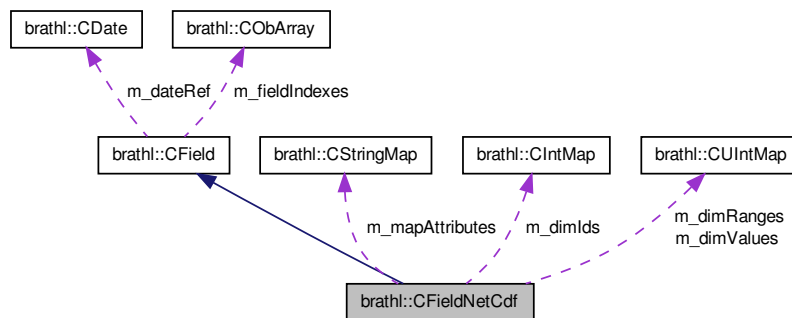 brathl::CDate
brathl::CObArray
m_dateRef
m_fieldIndexes
brathl::CField
brathl::CStringMap
brathl::CIntMap
brathl::CUIntMap
m_mapAttributes
m_dimIds
m_dimRanges
m_dimValues
brathl::CFieldNetCdf